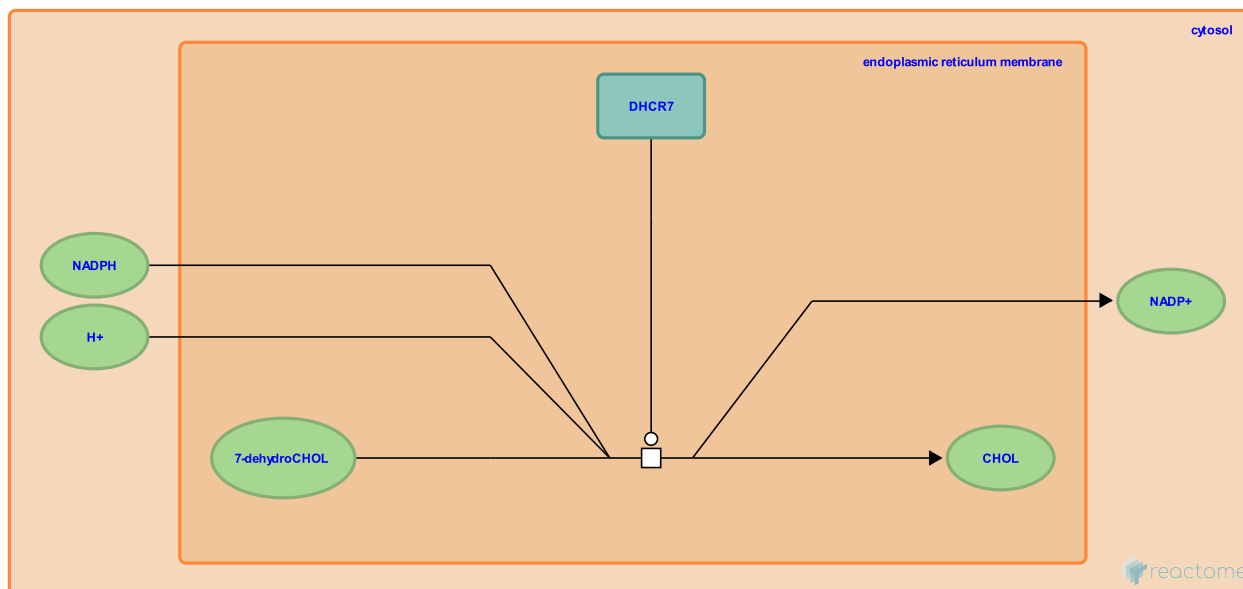 cytosol
endoplasmic reticulum membrane
DHCR7
NADPH
H+
NADP+
7-dehydroCHOL
CHOL
reactome